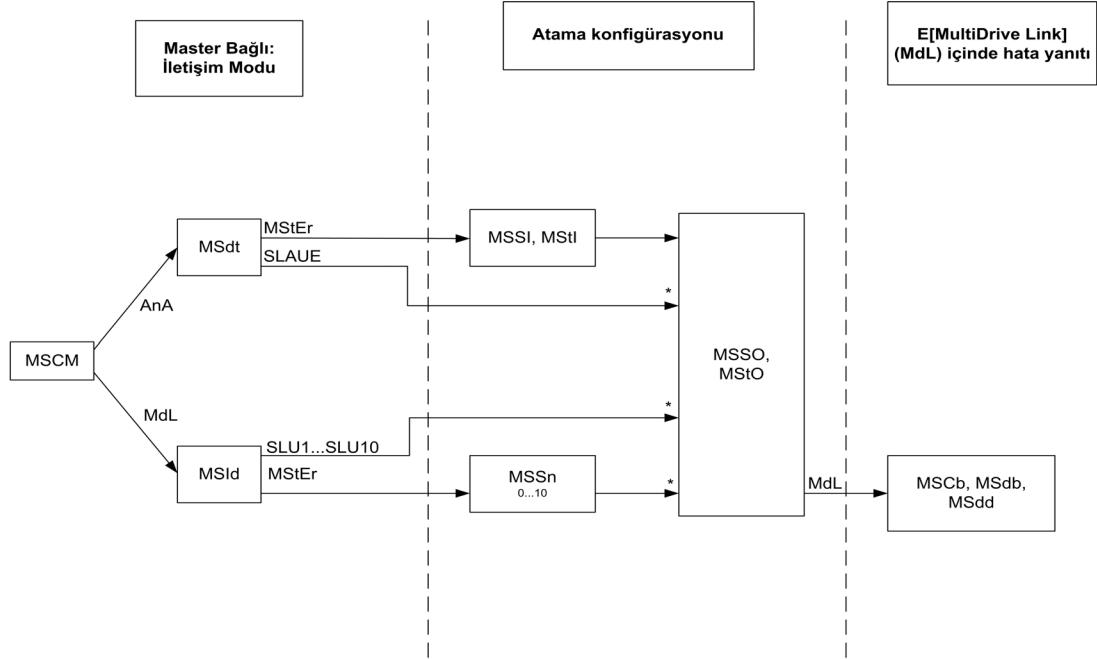 Master Bağlı:
İletişim Modu
Atama konfigürasyonu
E[MultiDrive Link]
(MdL) içinde hata yanıtı
MSCM
AnA
MdL
MSdt
MStEr
SLAUE
MSSI, MStI
*
MSId
SLU1...SLU10
MStEr
*
MSSn
0...10
*
MSSO,
MStO
MdL
MSCb, MSdb,
MSdd